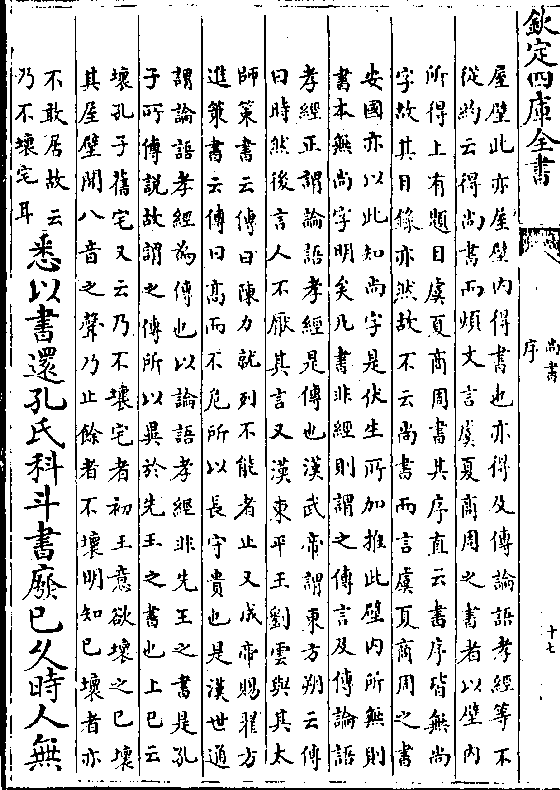 欽定四庫全書
尚書序
十七
屋壁此亦屋壁内得書也亦得及傳論語孝經等不
從約云得尚書而煩文言虞夏商周之書者以壁内
所得上有題目虞夏商周書其序直云書序皆無尚
字故其目錄亦然故不云尚書而言虞夏商周之書
安國亦以此知尚字是伏生所加推此壁内所無則
書本無尚字明矣凡書非經則謂之傳言及傳論語
孝經正謂論語孝經是傳也漢武帝謂東方朔云傳
曰時然後言人不厭其言又漢東平王劉雲與其太
師策書云傳曰陳力就列不能者止又成帝賜翟方
進策書云傳曰高而不危所以長守貴也是漢世通
謂論語孝經為傳也以論語孝經非先王之書是孔
子所傳說故謂之傳所以異於先王之書也上已云
壞孔子舊宅又云乃不壞宅者初王意欲壞之已壞
其屋壁聞八音之聲乃止餘者不壞明知已壞者亦
不敢居故云
乃不壞宅耳
悉以書還孔氏科斗書廢已久時人無